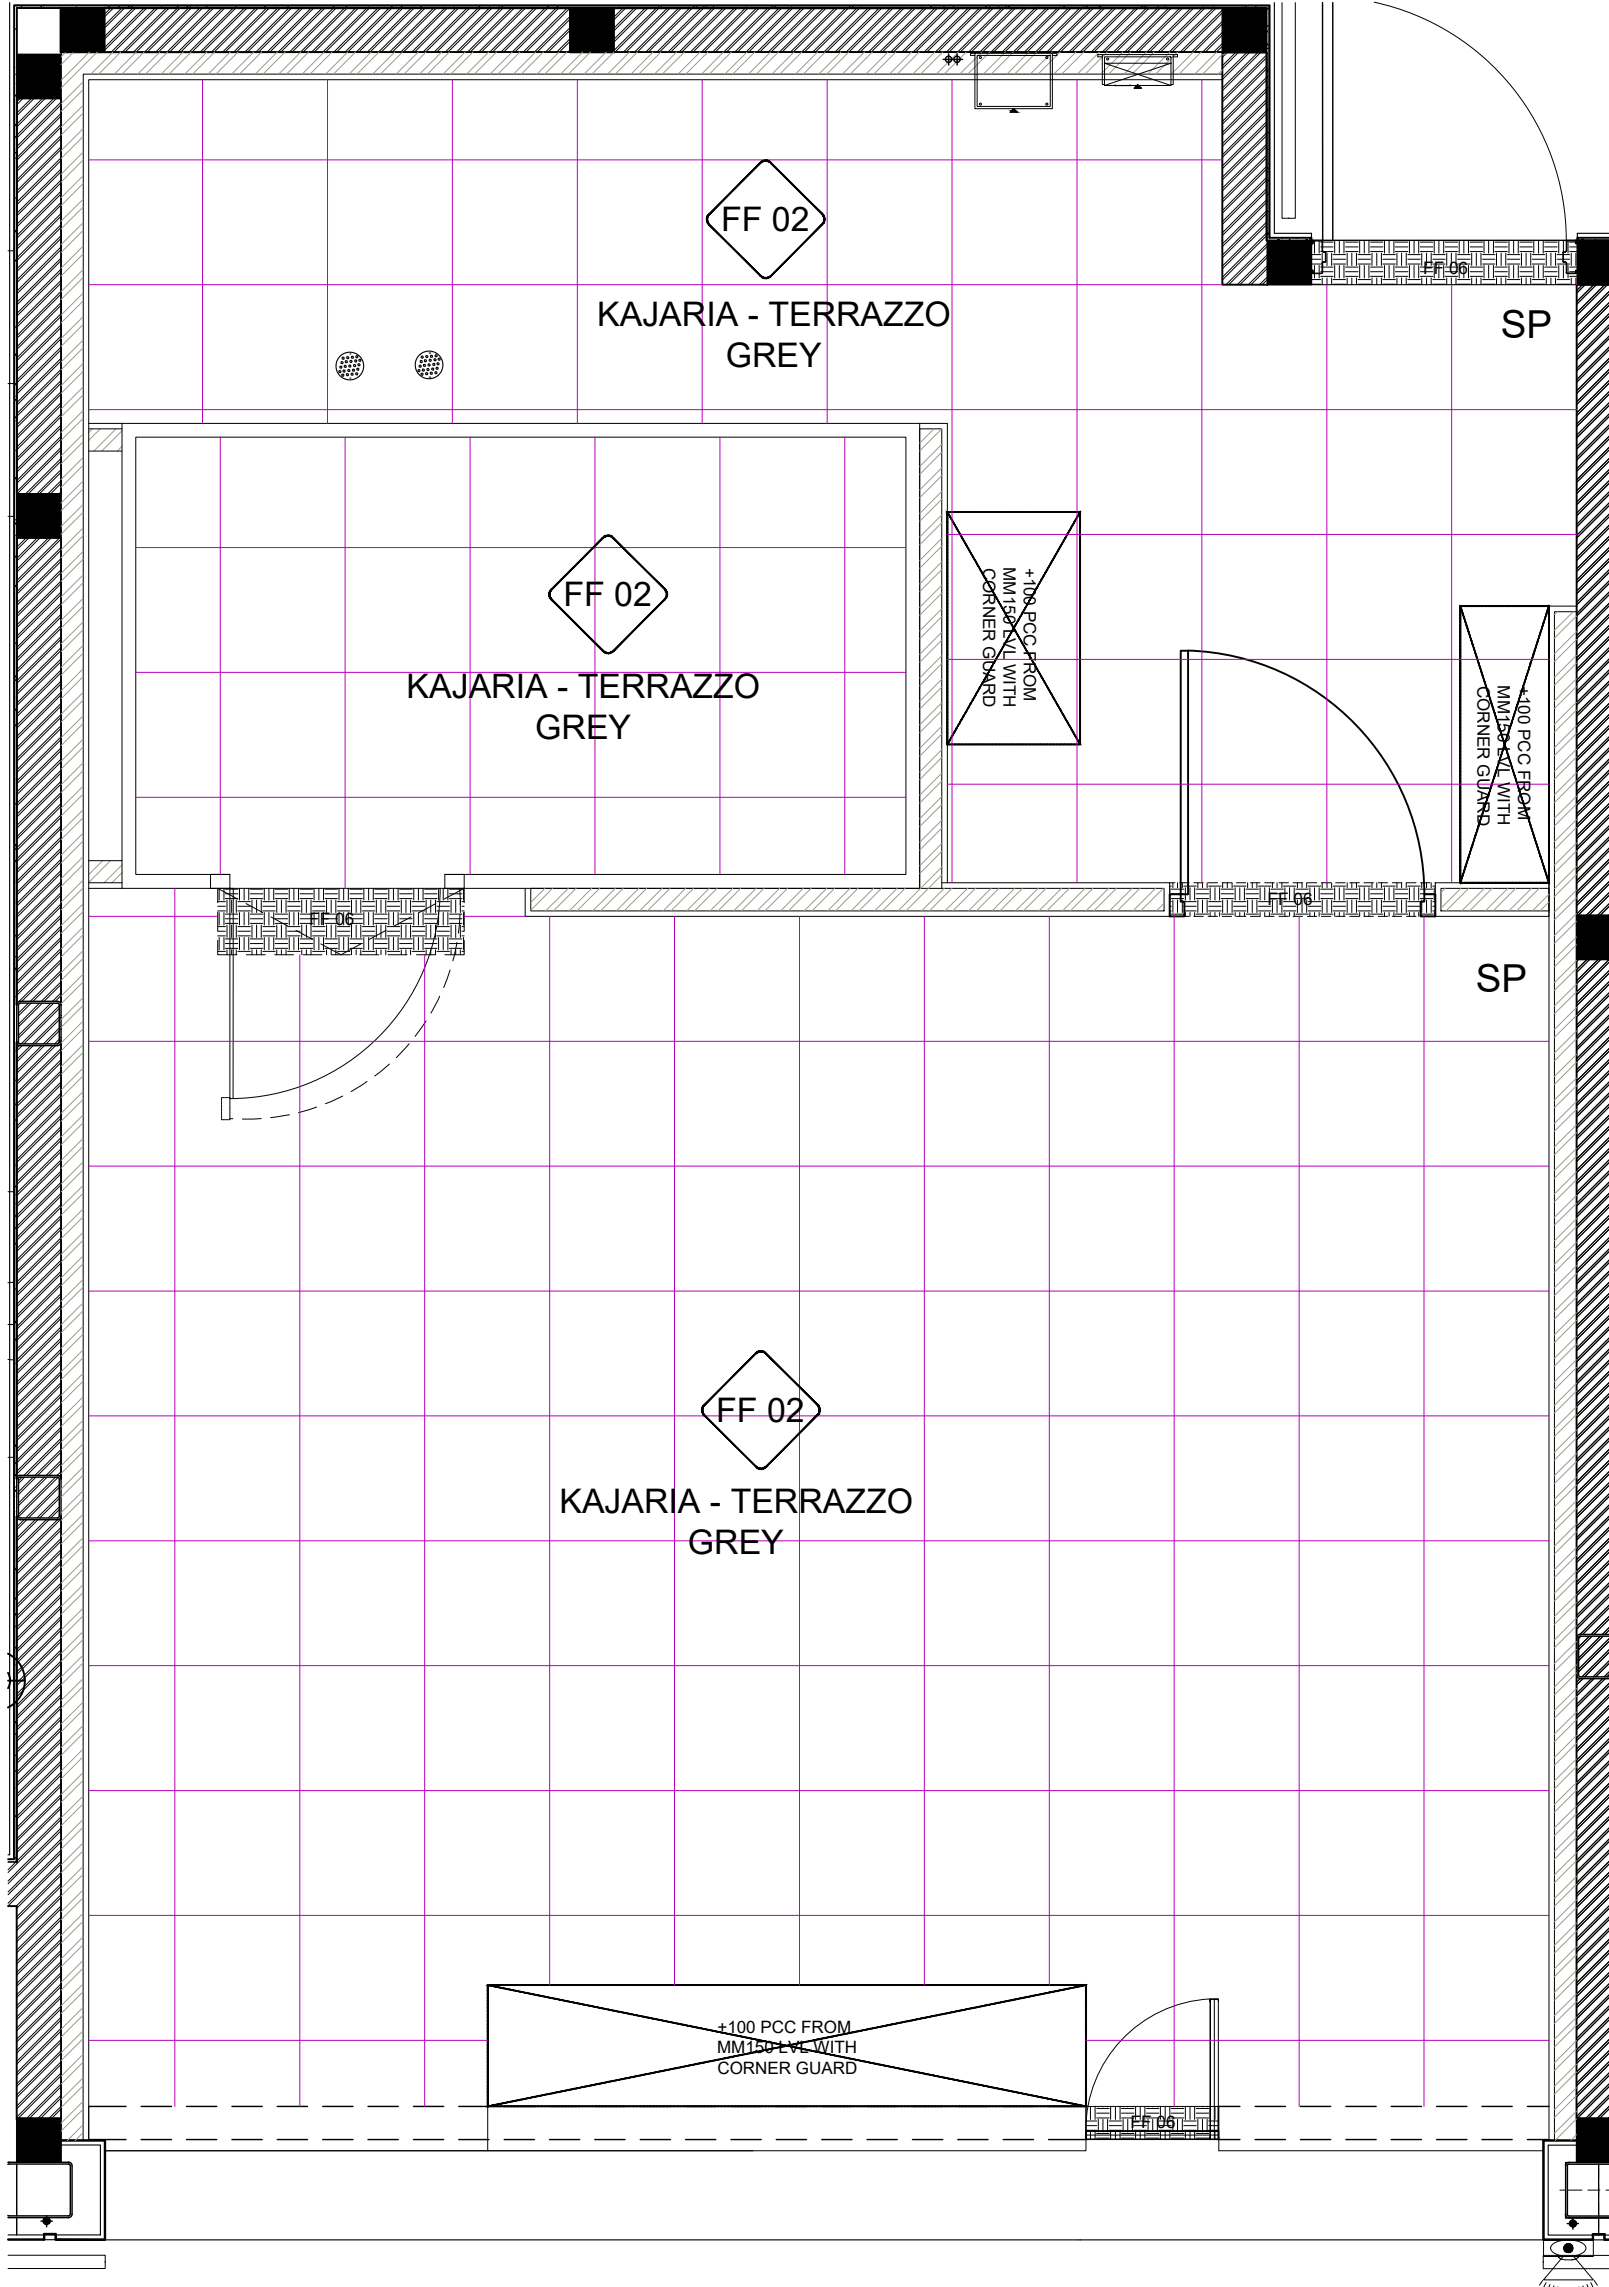 FF 02
KAJARIA - TERRAZZO
GREY
FF 06
SP
FF 02
KAJARIA - TERRAZZO
GREY
+100 PCC FROM
MM150 LVL WITH
CORNER GUARD
+100 PCC FROM
MM150 LVL WITH
CORNER GUARD
FF 06
FF 06
SP
FF 02
KAJARIA - TERRAZZO
GREY
+100 PCC FROM
MM150 LVL WITH
CORNER GUARD
FF 06